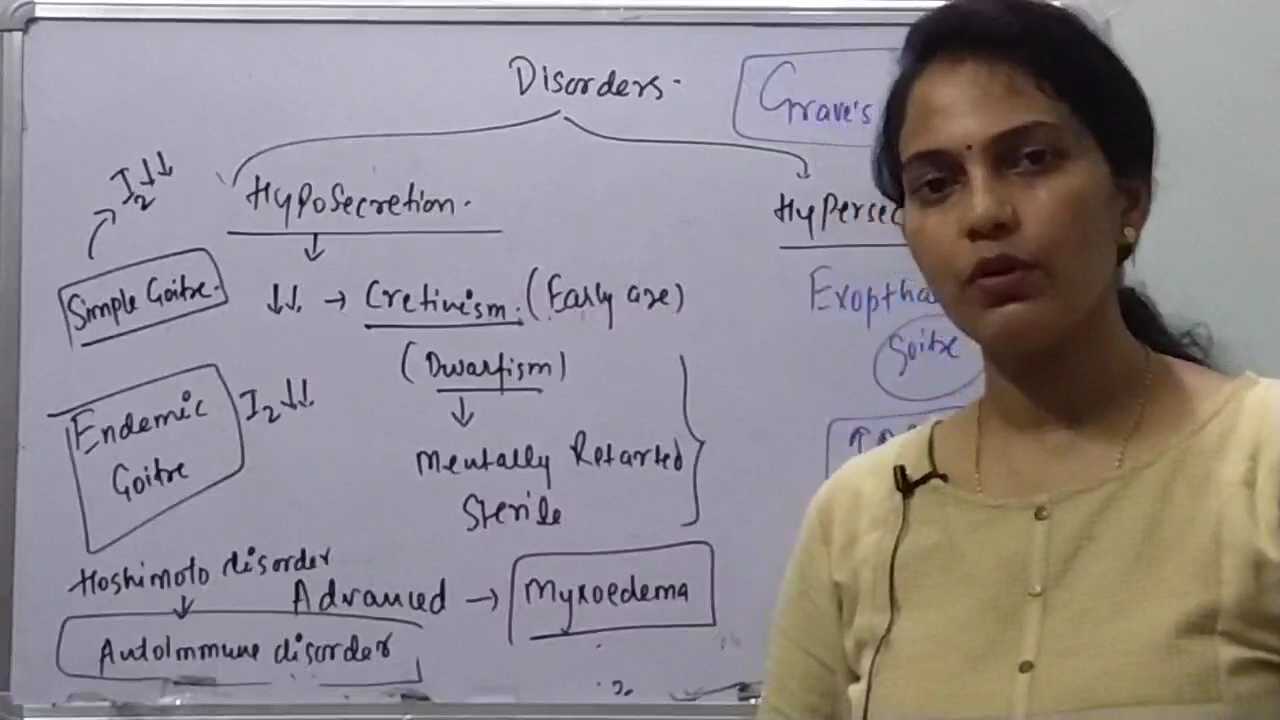 Disorders.
Grave's
I2↓↓
HypoSecretion.
Hypersec
Simple Goitre.
↓↓. → Cretinism. (Early age)
Exoptha
Goitre
(Dwarfism)
Endemic
Goitre
I2↓↓
Mentally Retarted
Sterile
Hoshimoto disorder
Advanced → Myxoedema
AutoImmune disorder